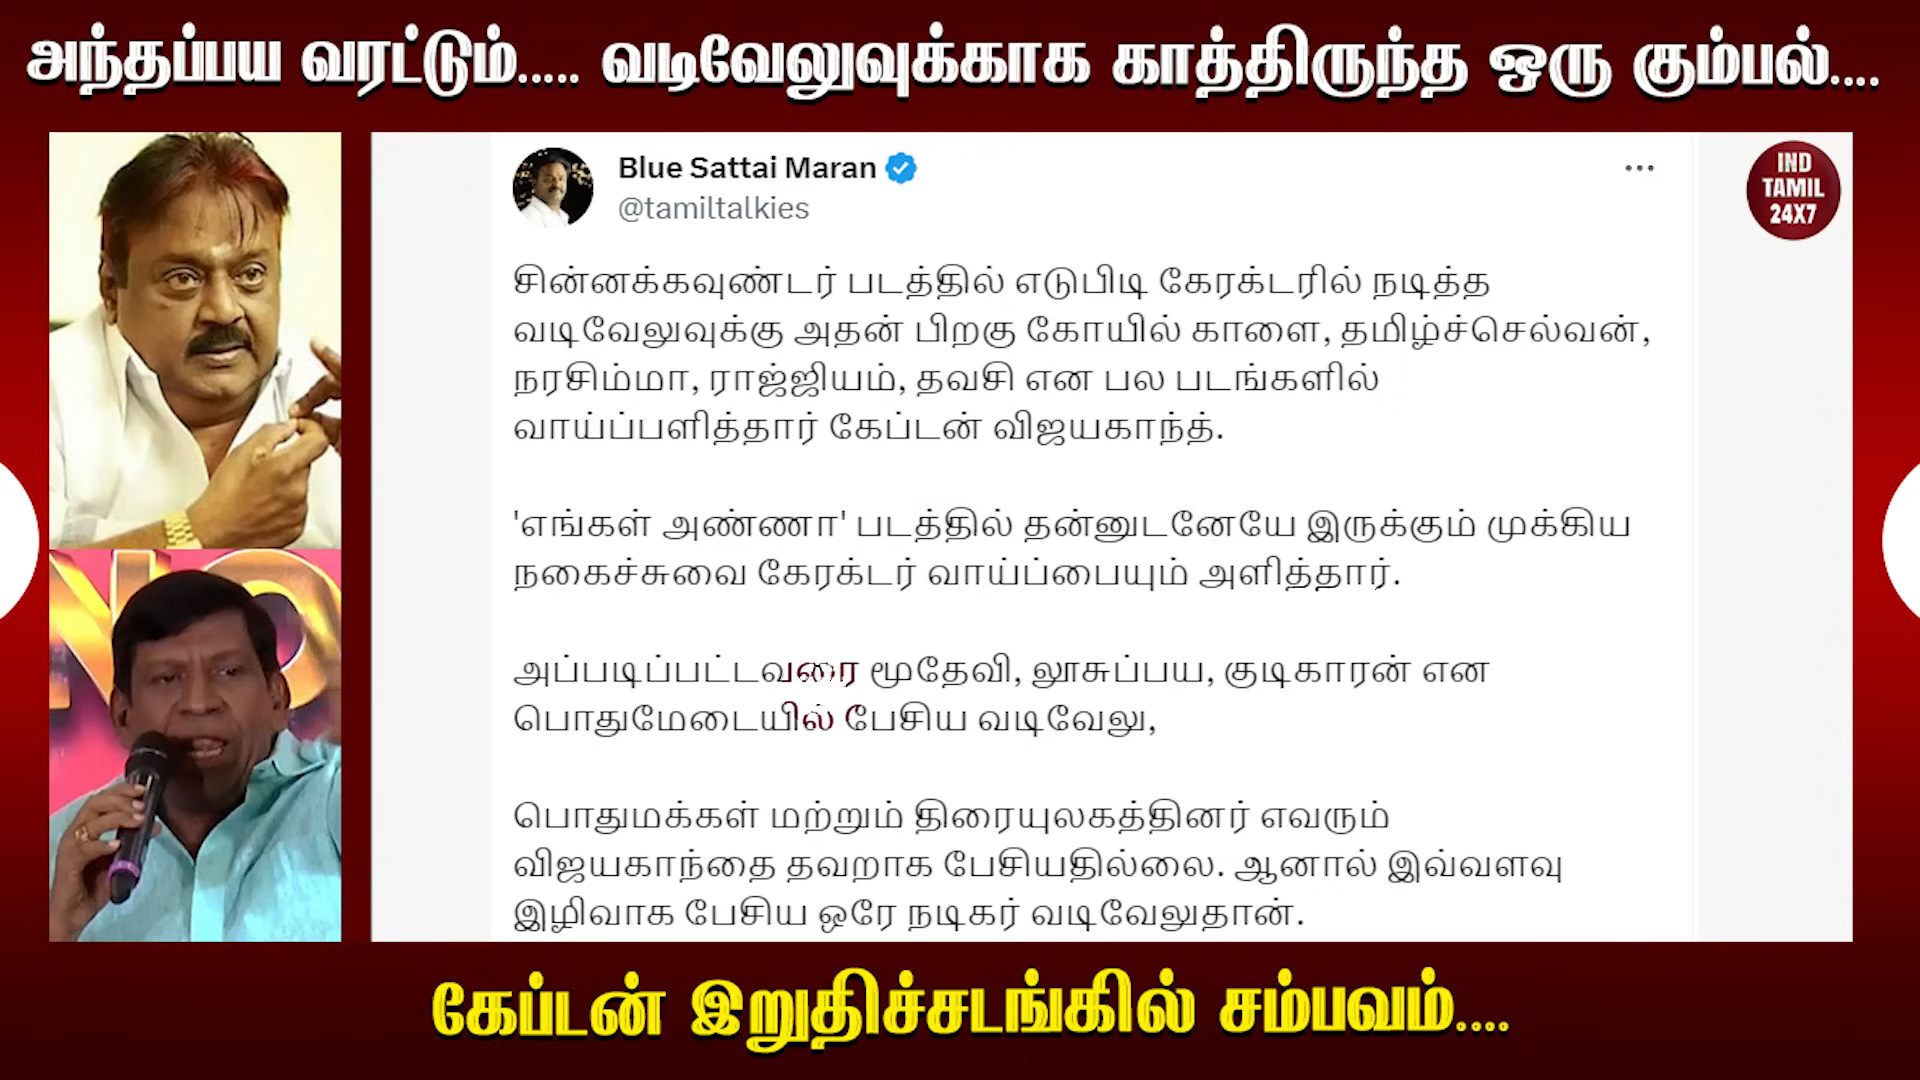 அந்தப்பய வரட்டும்..... வடிவேலுவுக்காக காத்திருந்த ஒரு கும்பல்....
Blue Sattai Maran
@tamiltalkies
IND
TAMIL
24X7
சின்னக்கவுண்டர் படத்தில் எடுபிடி கேரக்டரில் நடித்த
வடிவேலுவுக்கு அதன் பிறகு கோயில் காளை, தமிழ்ச்செல்வன்,
நரசிம்மா, ராஜ்ஜியம், தவசி என பல படங்களில்
வாய்ப்பளித்தார் கேப்டன் விஜயகாந்த்.
'எங்கள் அண்ணா' படத்தில் தன்னுடனேயே இருக்கும் முக்கிய
நகைச்சுவை கேரக்டர் வாய்ப்பையும் அளித்தார்.
அப்படிப்பட்டவரை மூதேவி, லூசுப்பய, குடிகாரன் என
பொதுமேடையில் பேசிய வடிவேலு,
பொதுமக்கள் மற்றும் திரையுலகத்தினர் எவரும்
விஜயகாந்தை தவறாக பேசியதில்லை. ஆனால் இவ்வளவு
இழிவாக பேசிய ஒரே நடிகர் வடிவேலுதான்.
கேப்டன் இறுதிச்சடங்கில் சம்பவம்....